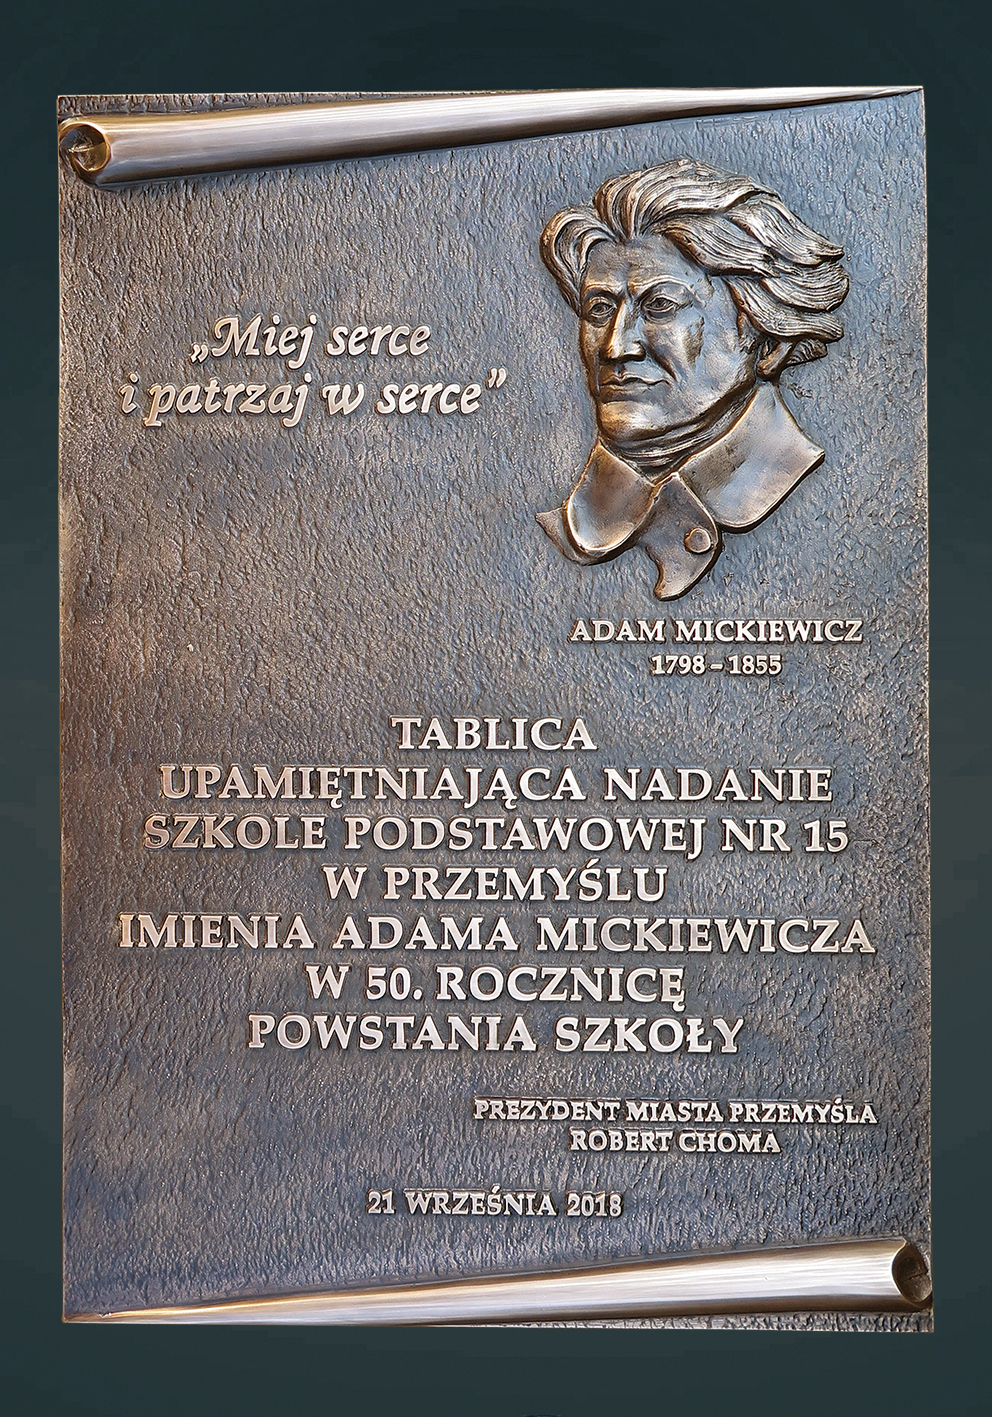 „Miej serce
i patrzaj w serce”
ADAM MICKIEWICZ
1798 – 1855
TABLICA
UPAMIĘTNIAJĄCA NADANIE
SZKOLE PODSTAWOWEJ NR 15
W PRZEMYŚLU
IMIENIA ADAMA MICKIEWICZA
W 50. ROCZNICĘ
POWSTANIA SZKOŁY
PREZYDENT MIASTA PRZEMYŚLA
ROBERT CHOMA
21 WRZEŚNIA 2018